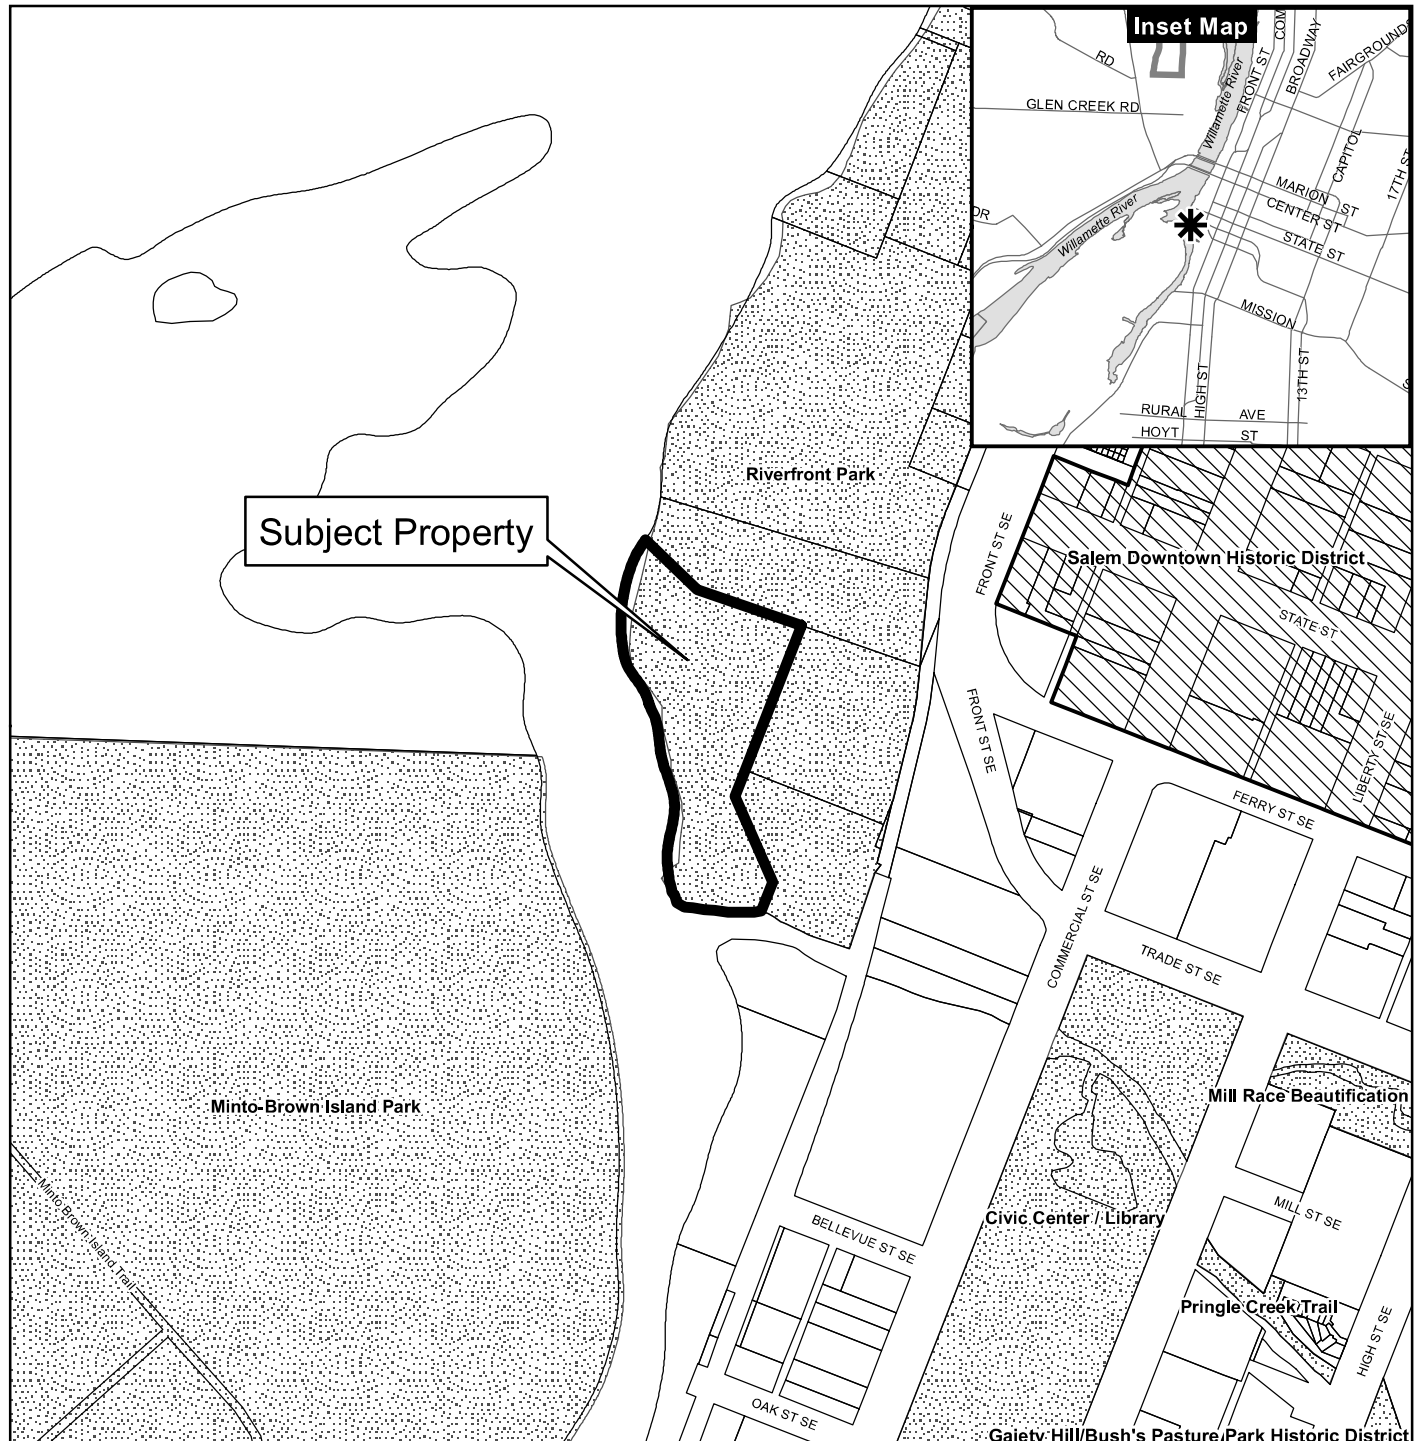 Inset Map
RD
GLEN CREEK RD
Willamette River
FRONT ST
COM
BROADWAY
FAIRGROUNDS
CAPITOL
17TH ST
MARION ST
CENTER ST
STATE ST
DR
Willamette River
MISSION
HIGH ST
13TH ST
S
RURAL AVE
HOYT ST
Riverfront Park
Subject Property
FRONT ST SE
Salem Downtown Historic District
STATE ST
FRONT ST SE
LIBERTY ST SE
FERRY ST SE
COMMERCIAL ST SE
TRADE ST SE
Minto-Brown Island Park
Mill Race Beautification
Minto Brown Island Trail
MILL ST SE
Civic Center / Library
BELLEVUE ST SE
Pringle Creek Trail
HIGH ST SE
OAK ST SE
Gaiety Hill/Bush's Pasture Park Historic District